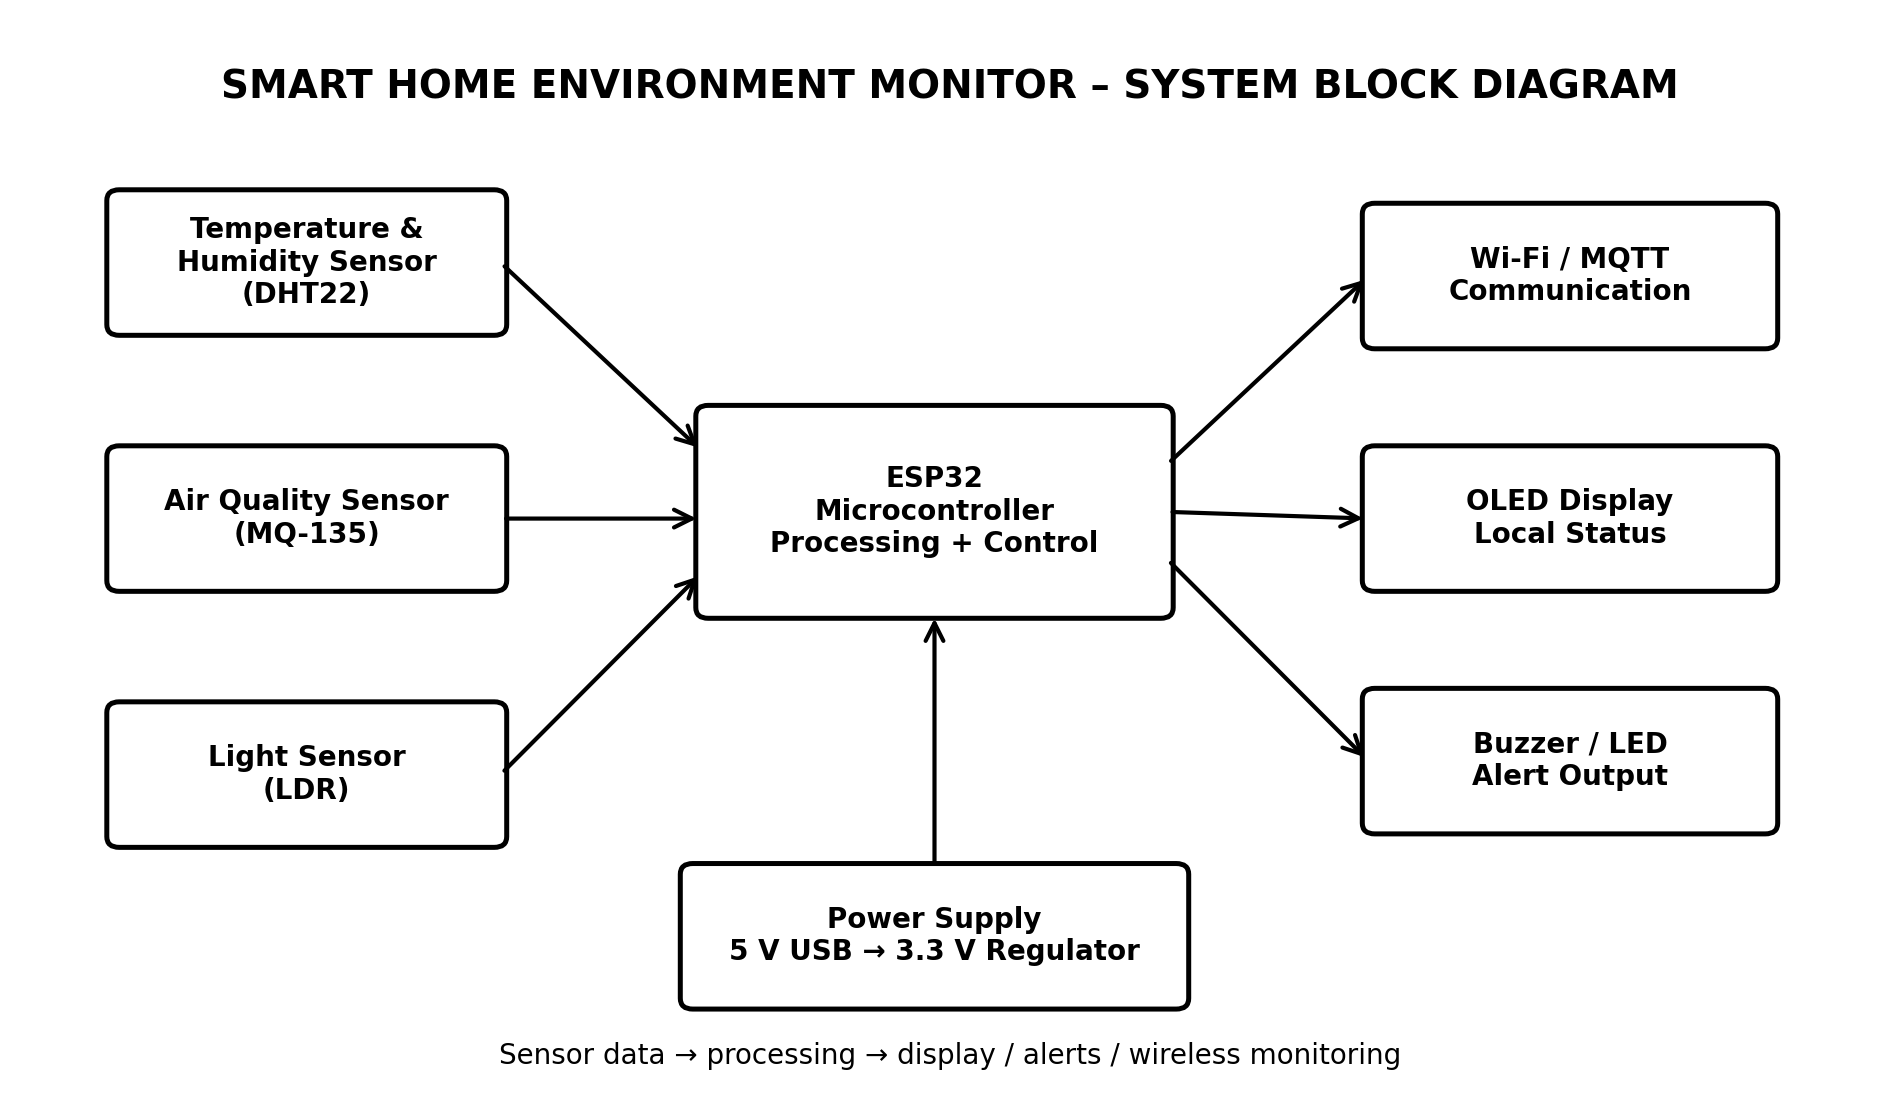 SMART HOME ENVIRONMENT MONITOR – SYSTEM BLOCK DIAGRAM
Temperature &
Humidity Sensor
(DHT22)
Wi-Fi / MQTT
Communication
Air Quality Sensor
(MQ-135)
ESP32
Microcontroller
Processing + Control
OLED Display
Local Status
Light Sensor
(LDR)
Buzzer / LED
Alert Output
Power Supply
5 V USB → 3.3 V Regulator
Sensor data → processing → display / alerts / wireless monitoring